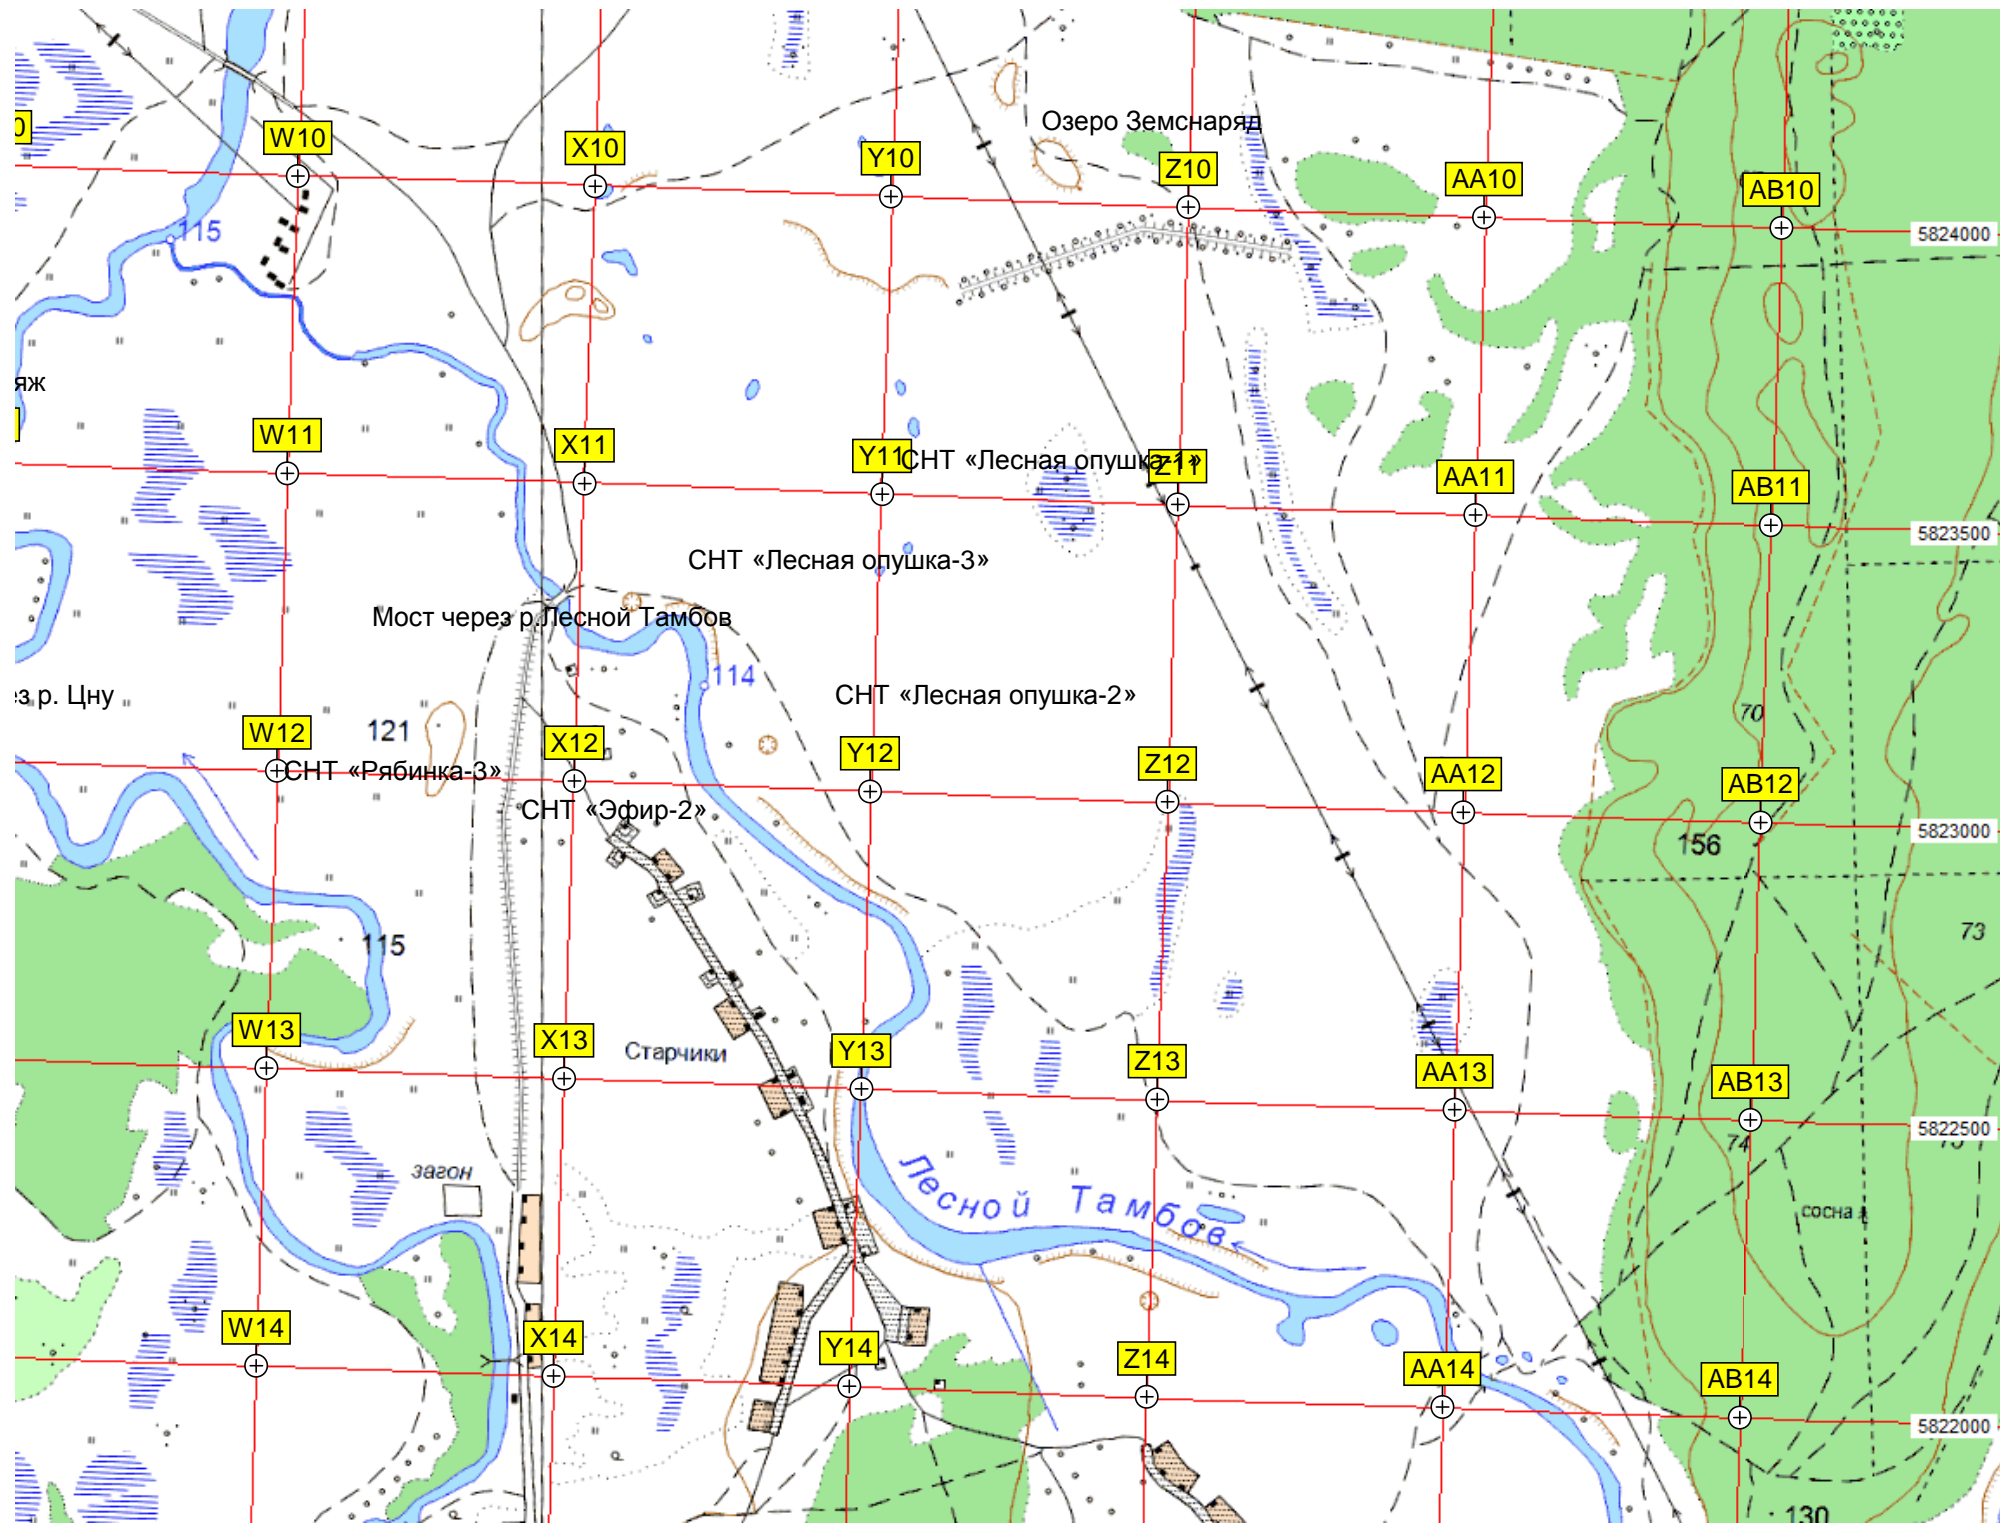 Озеро Земснаряд
0
W10
X10
Y10
Z10
AA10
AB10
115
5824000
яж
W11
X11
Y11
СНТ «Лесная опушка-1»
Z11
AA11
AB11
5823500
СНТ «Лесная опушка-3»
Мост через р.Лесной Тамбов
114
ез р. Цну
СНТ «Лесная опушка-2»
70
121
W12
X12
Y12
Z12
AA12
AB12
СНТ «Рябинка-3»
СНТ «Эфир-2»
5823000
156
115
73
W13
X13
Старчики
Y13
Z13
AA13
AB13
5822500
74
загон
Лесной Тамбов
сосна
W14
X14
Y14
Z14
AA14
AB14
5822000
130